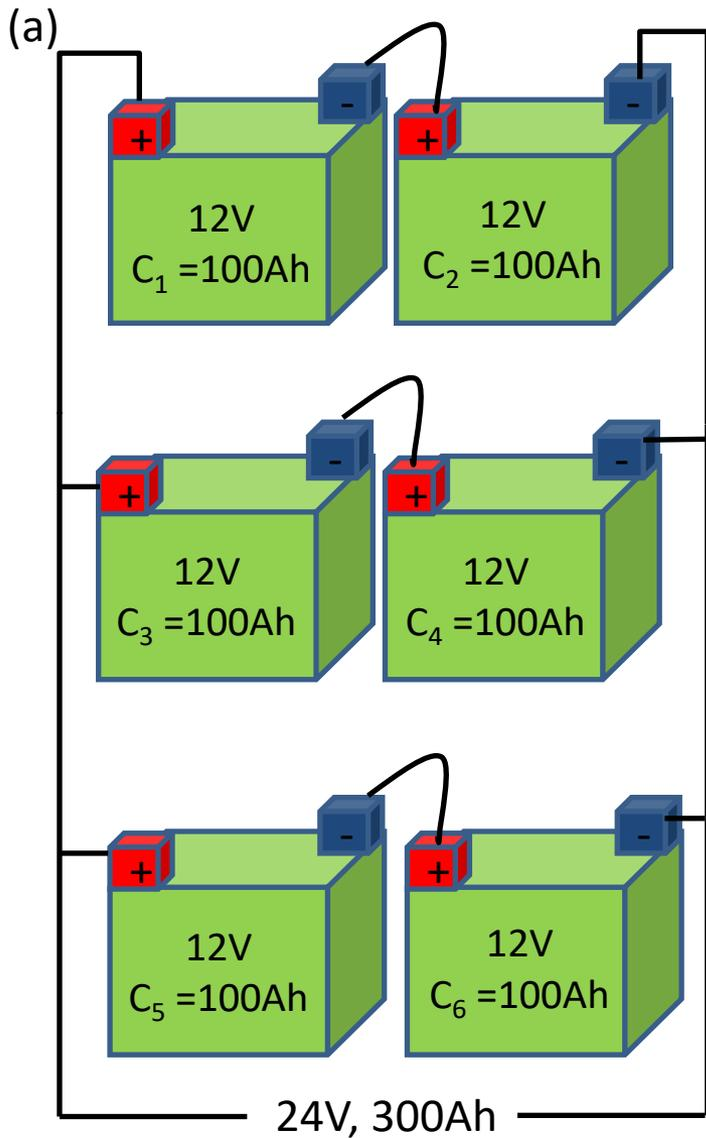 (a)
- -
+ +
12V 12V
C₁ =100Ah C₂ =100Ah
- -
+ +
12V 12V
C₃ =100Ah C₄ =100Ah
- -
+ +
12V 12V
C₅ =100Ah C₆ =100Ah
24V, 300Ah